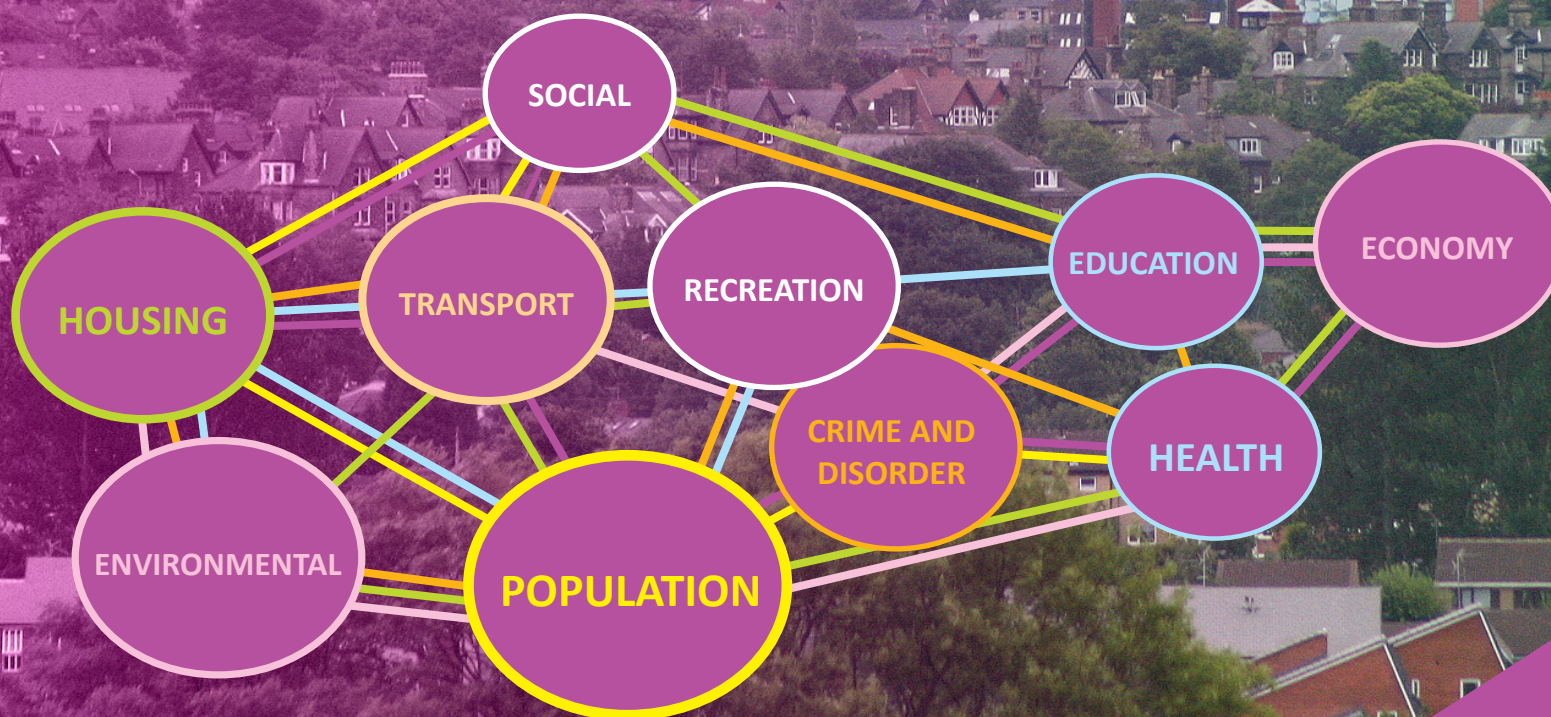 SOCIAL
HOUSING
TRANSPORT
RECREATION
EDUCATION
ECONOMY
CRIME AND
DISORDER
HEALTH
ENVIRONMENTAL
POPULATION